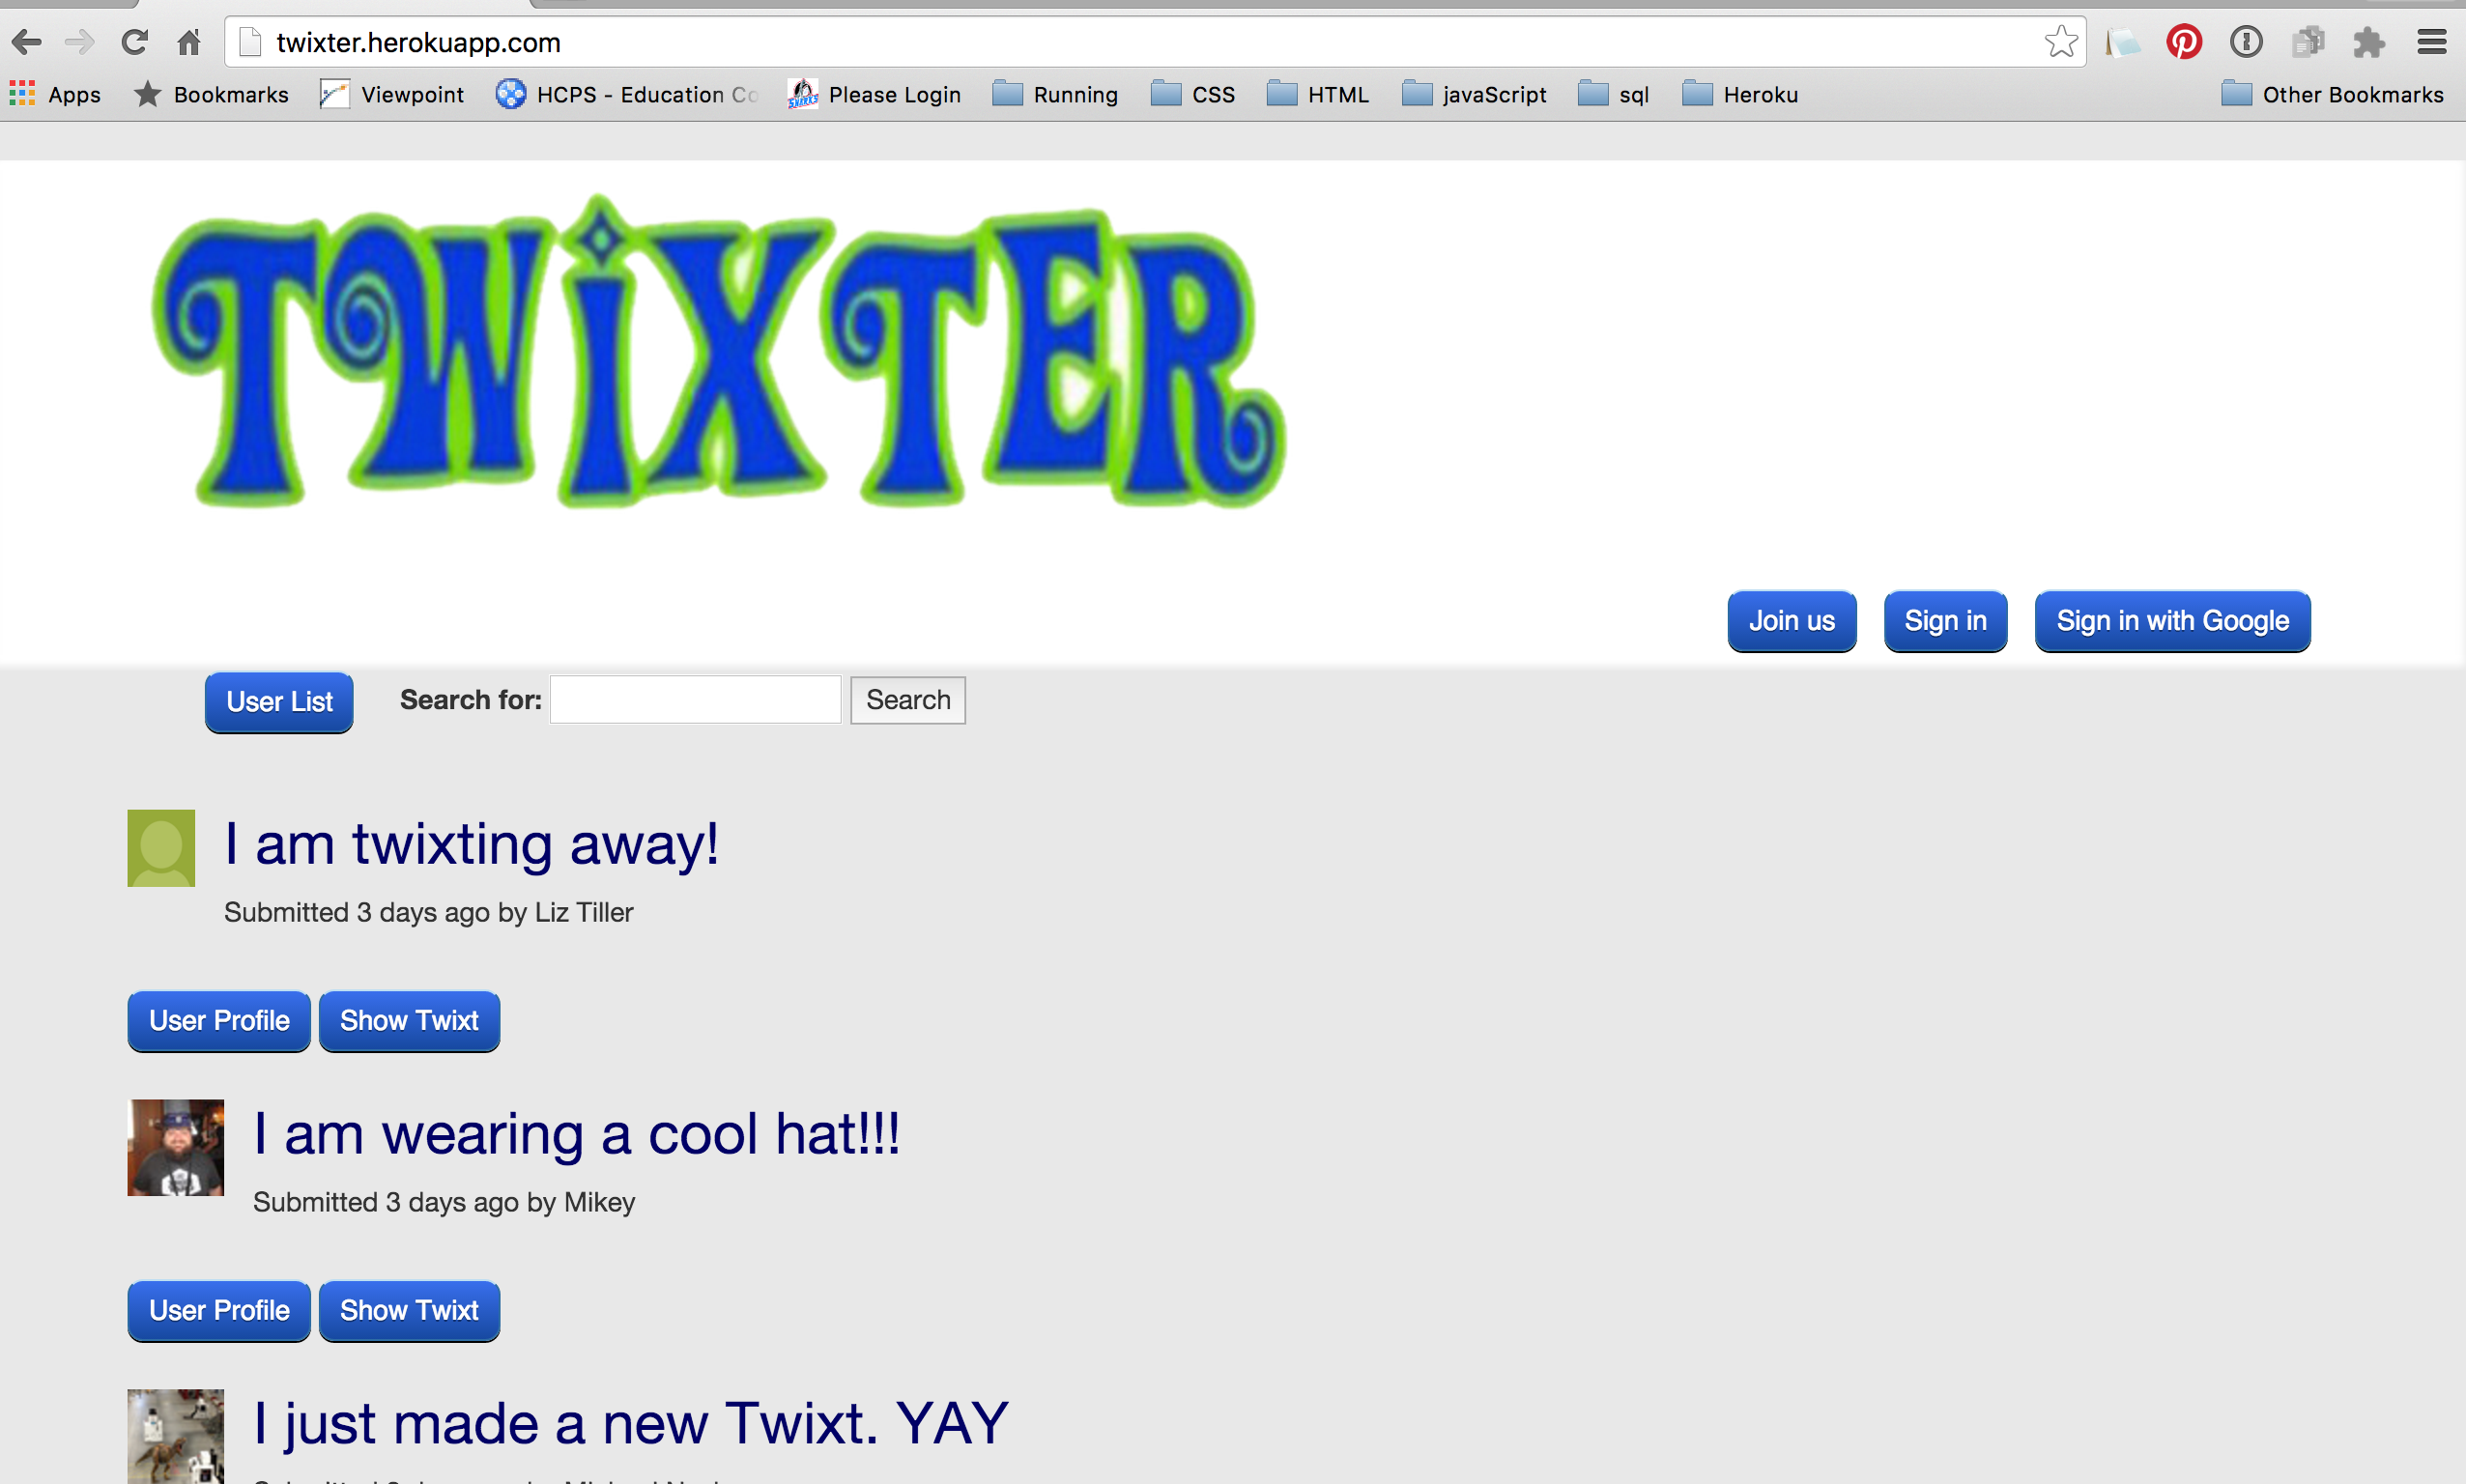 twixter.herokuapp.com
Apps Bookmarks Viewpoint HCPS - Education Co Please Login Running CSS HTML javaScript sql Heroku Other Bookmarks
TWiXTER
Join us Sign in Sign in with Google
User List Search for: Search
I am twixting away!
Submitted 3 days ago by Liz Tiller
User Profile Show Twixt
I am wearing a cool hat!!!
Submitted 3 days ago by Mikey
User Profile Show Twixt
I just made a new Twixt. YAY